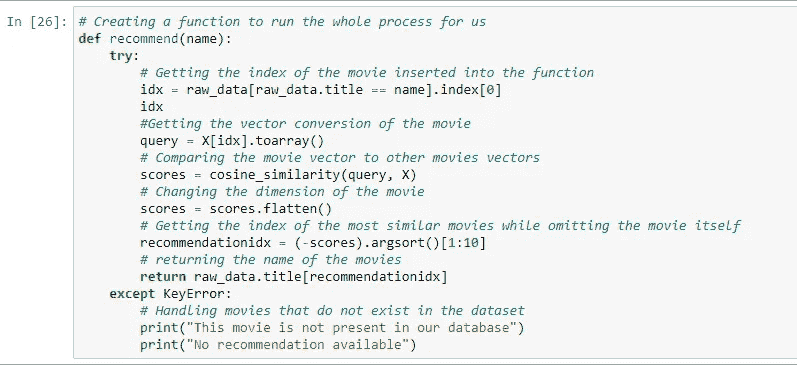 In [26]: # Creating a function to run the whole process for us
def recommend(name):
    try:
        # Getting the index of the movie inserted into the function
        idx = raw_data[raw_data.title == name].index[0]
        idx
        #Getting the vector conversion of the movie
        query = X[idx].toarray()
        # Comparing the movie vector to other movies vectors
        scores = cosine_similarity(query, X)
        # Changing the dimension of the movie
        scores = scores.flatten()
        # Getting the index of the most similar movies while omitting the movie itself
        recommendationidx = (-scores).argsort()[1:10]
        # returning the name of the movies
        return raw_data.title[recommendationidx]
    except KeyError:
        # Handling movies that do not exist in the dataset
        print("This movie is not present in our database")
        print("No recommendation available")